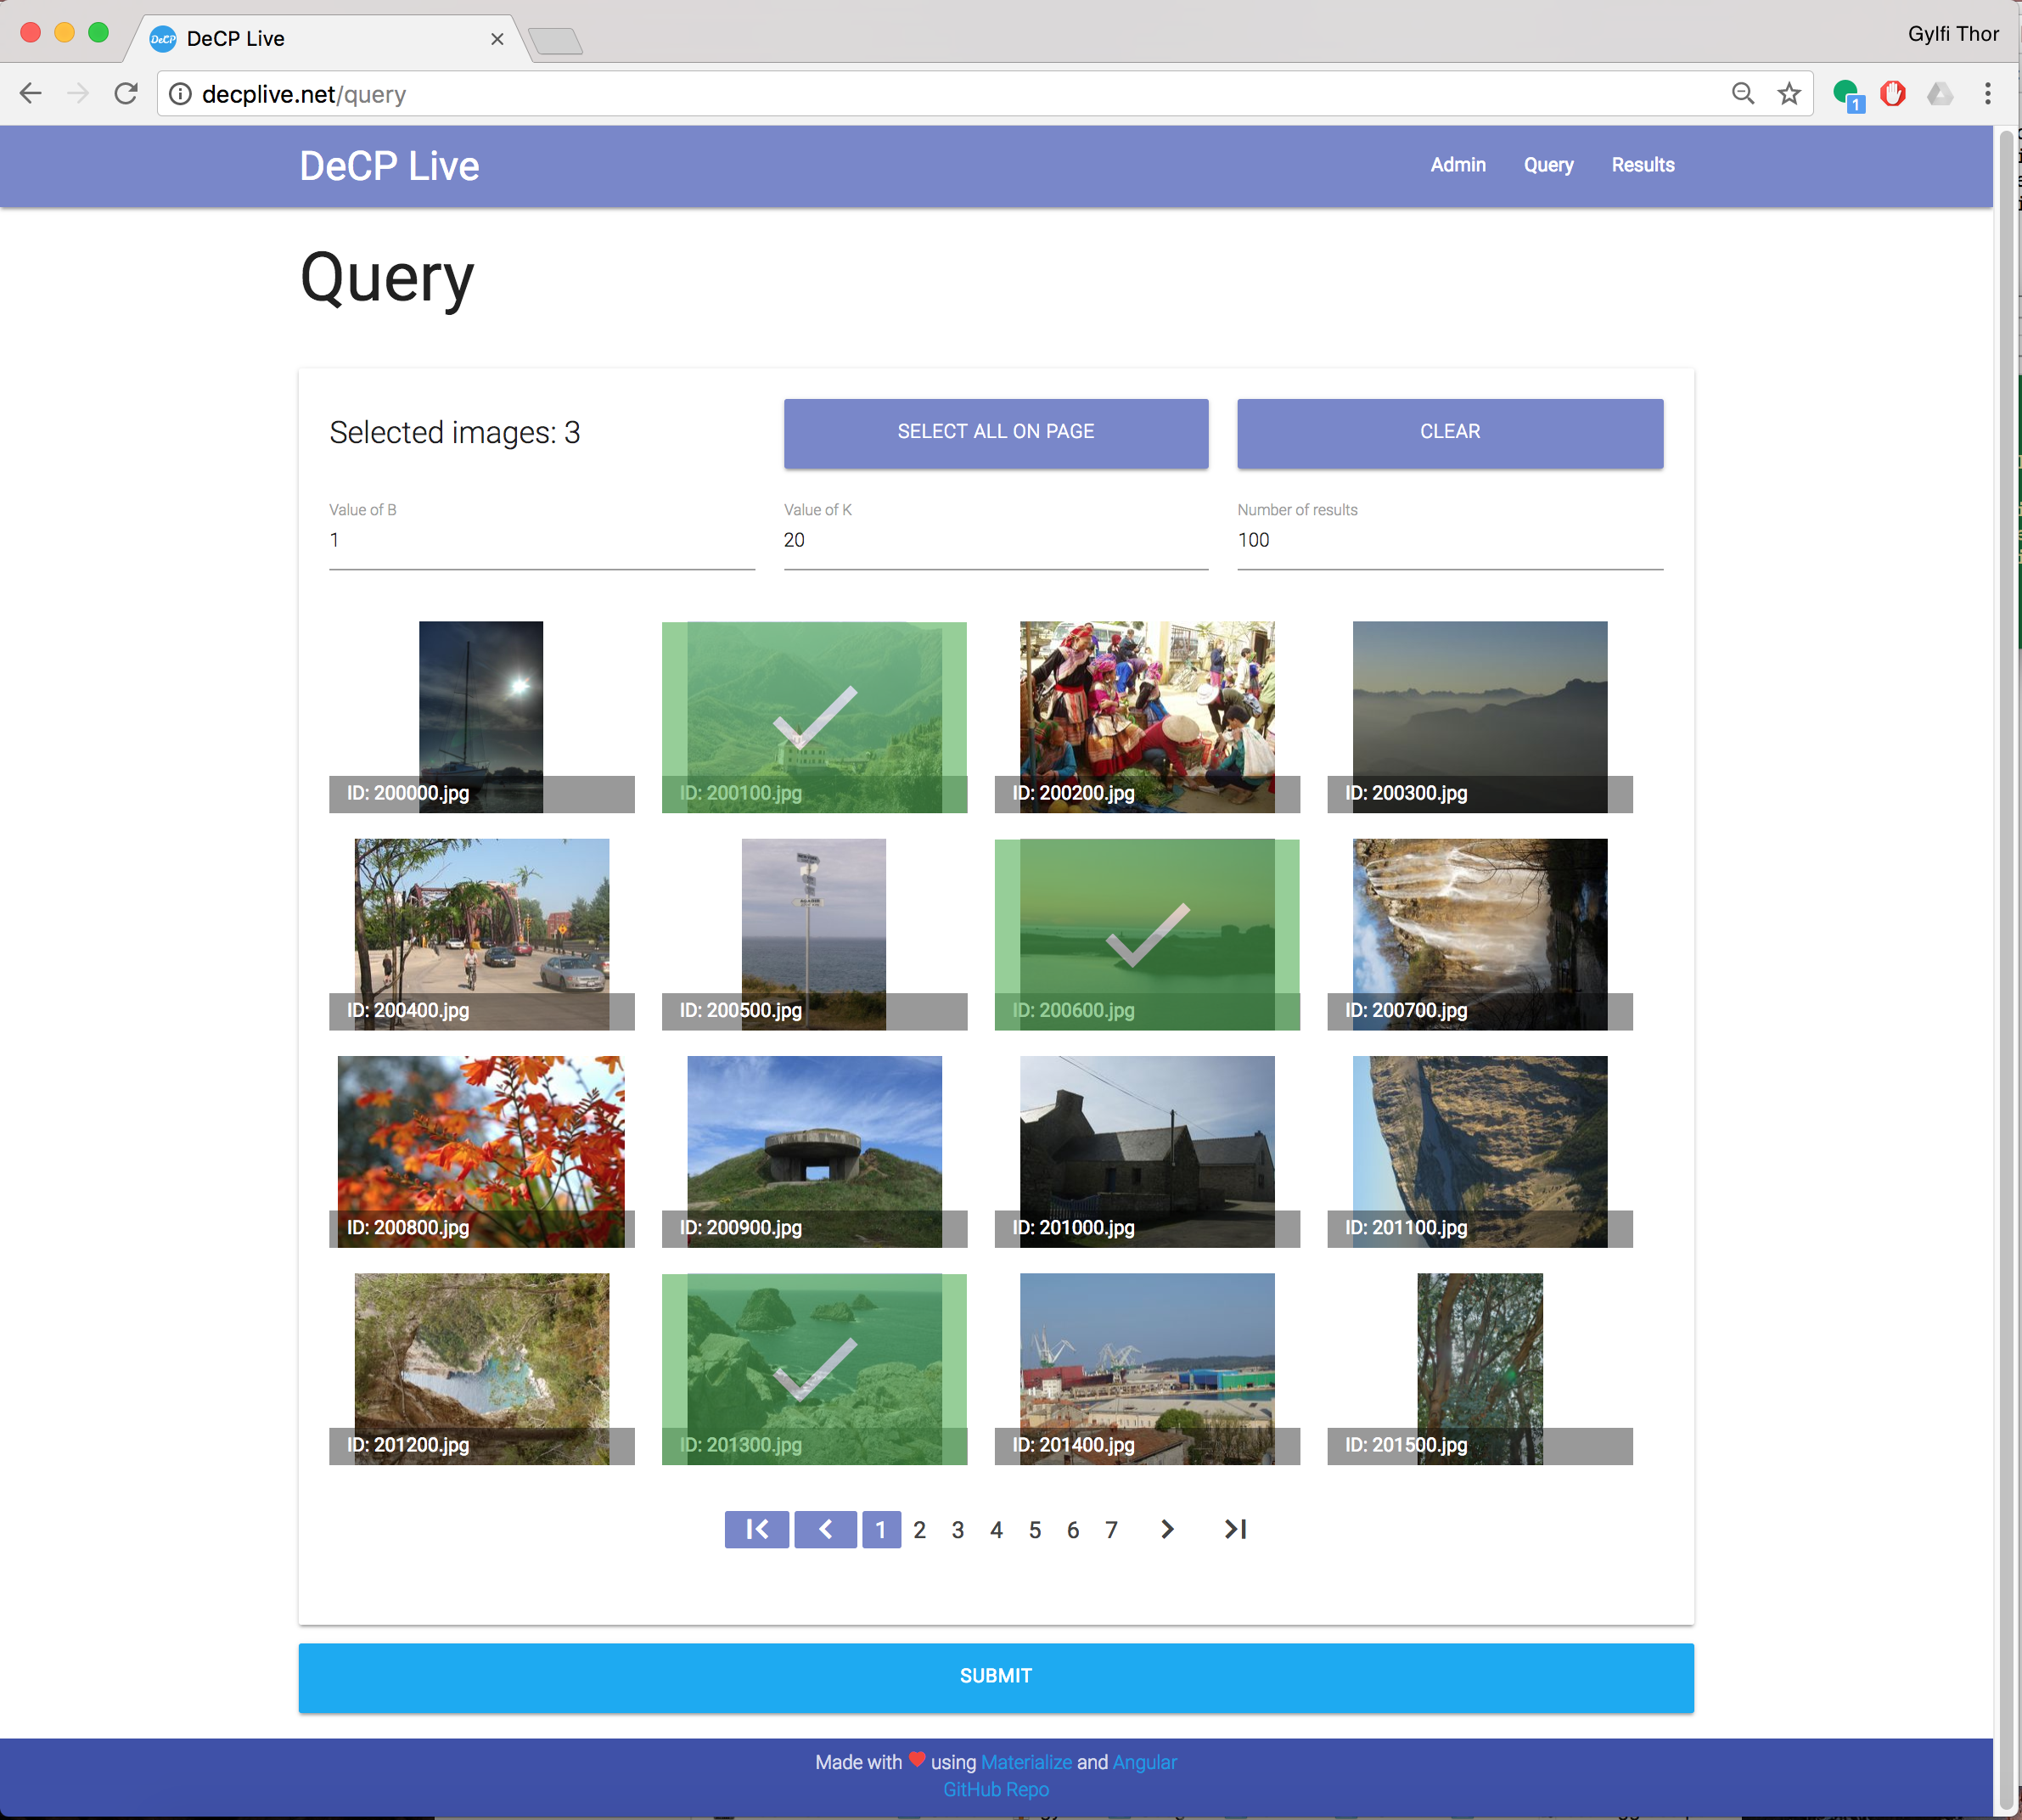 DeCP DeCP Live
Gylfi Thor
decplive.net/query
1
DeCP Live Admin Query Results
Query
Selected images: 3 SELECT ALL ON PAGE CLEAR
Value of B Value of K Number of results
1 20 100
ID: 200000.jpg ID: 200100.jpg ID: 200200.jpg ID: 200300.jpg
ID: 200400.jpg ID: 200500.jpg ID: 200600.jpg ID: 200700.jpg
ID: 200800.jpg ID: 200900.jpg ID: 201000.jpg ID: 201100.jpg
ID: 201200.jpg ID: 201300.jpg ID: 201400.jpg ID: 201500.jpg
1 2 3 4 5 6 7
SUBMIT
Made with ❤ using Materialize and Angular
GitHub Repo